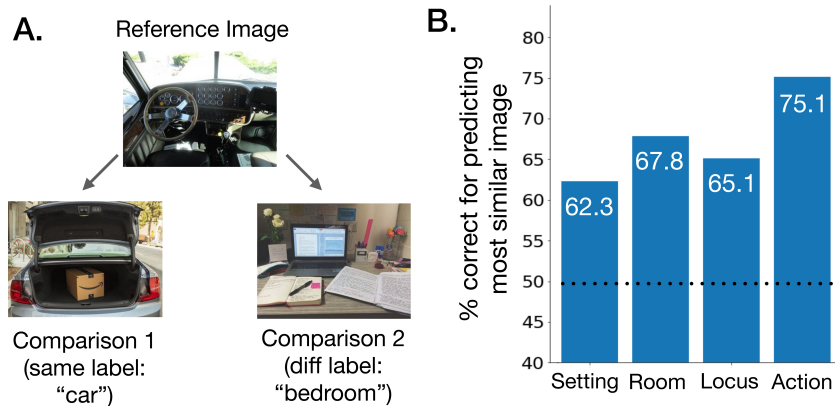 A.
Reference Image
Comparison 1
(same label:
“car”)
Comparison 2
(diff label:
“bedroom”)
B.
% correct for predicting
most similar image
80
75
70
65
60
55
50
45
40
62.3
67.8
65.1
75.1
Setting Room Locus Action